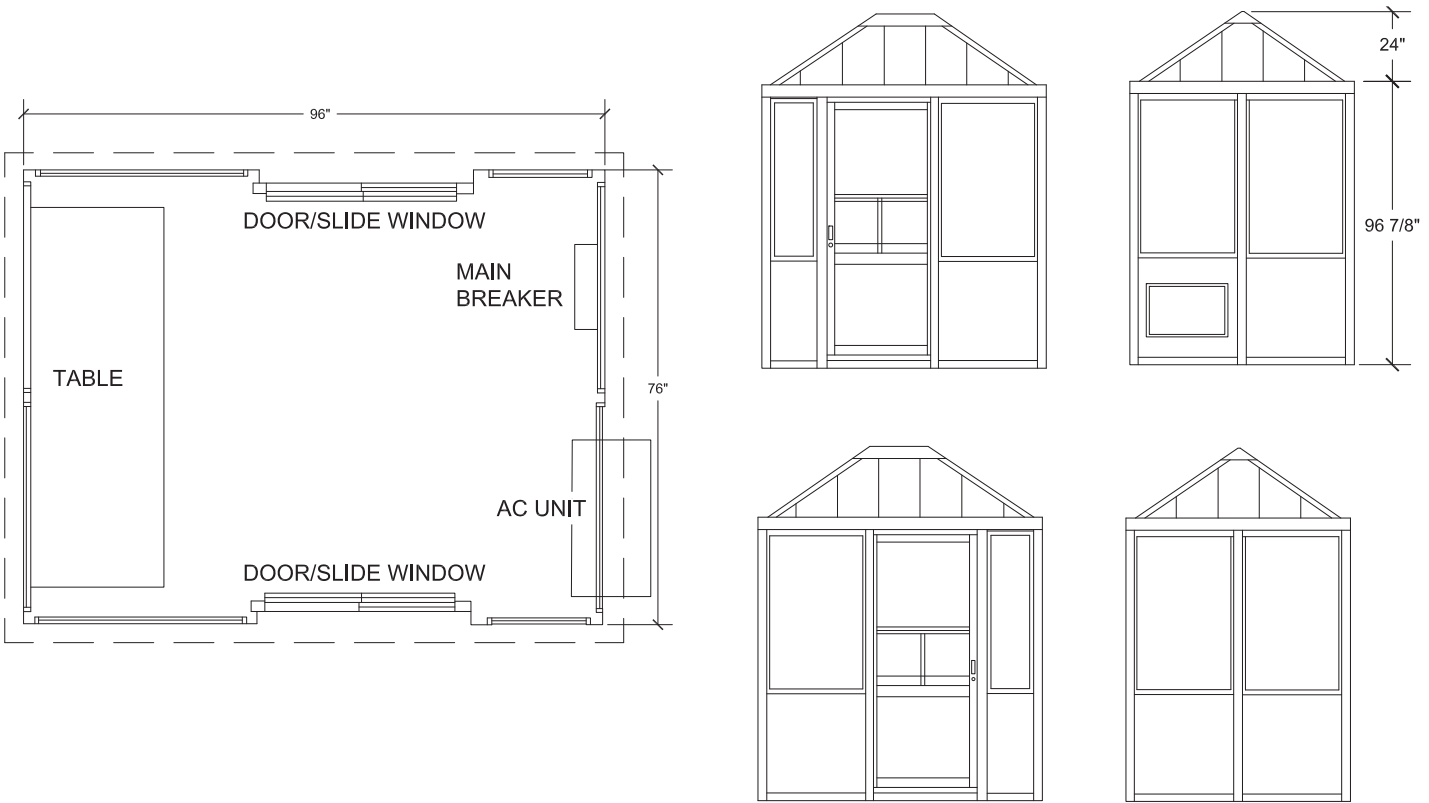 96"
DOOR/SLIDE WINDOW
MAIN
BREAKER
TABLE
76"
AC UNIT
DOOR/SLIDE WINDOW
24"
96 7/8"